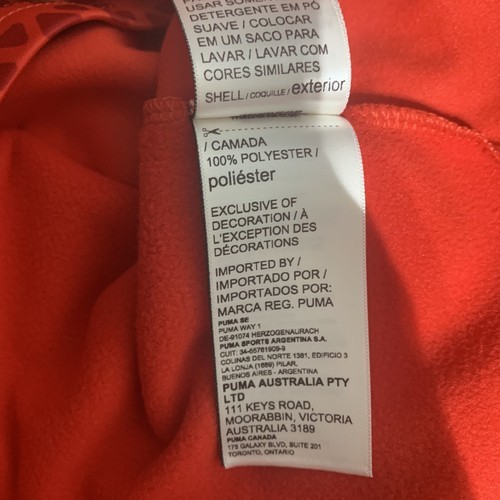 USAR SOMENTE
DETERGENTE EM PÓ
SUAVE / COLOCAR
EM UM SACO PARA
LAVAR / LAVAR COM
CORES SIMILARES
SHELL / COQUILLE / exterior
/ CAMADA
100% POLYESTER /
poliéster
EXCLUSIVE OF
DECORATION / À
L'EXCEPTION DES
DÉCORATIONS
IMPORTED BY /
IMPORTADO POR /
IMPORTADOS POR:
MARCA REG. PUMA
PUMA SE
PUMA WAY 1
DE-91074 HERZOGENAURACH
PUMA SPORTS ARGENTINA S.A.
CUIT: 34-65761909-9
COLINAS DEL NORTE 1381, EDIFICIO 3
LA LONJA (1669) PILAR,
BUENOS AIRES - ARGENTINA
PUMA AUSTRALIA PTY
LTD
111 KEYS ROAD,
MOORABBIN, VICTORIA
AUSTRALIA 3189
PUMA CANADA
175 GALAXY BLVD, SUITE 201
TORONTO, ONTARIO